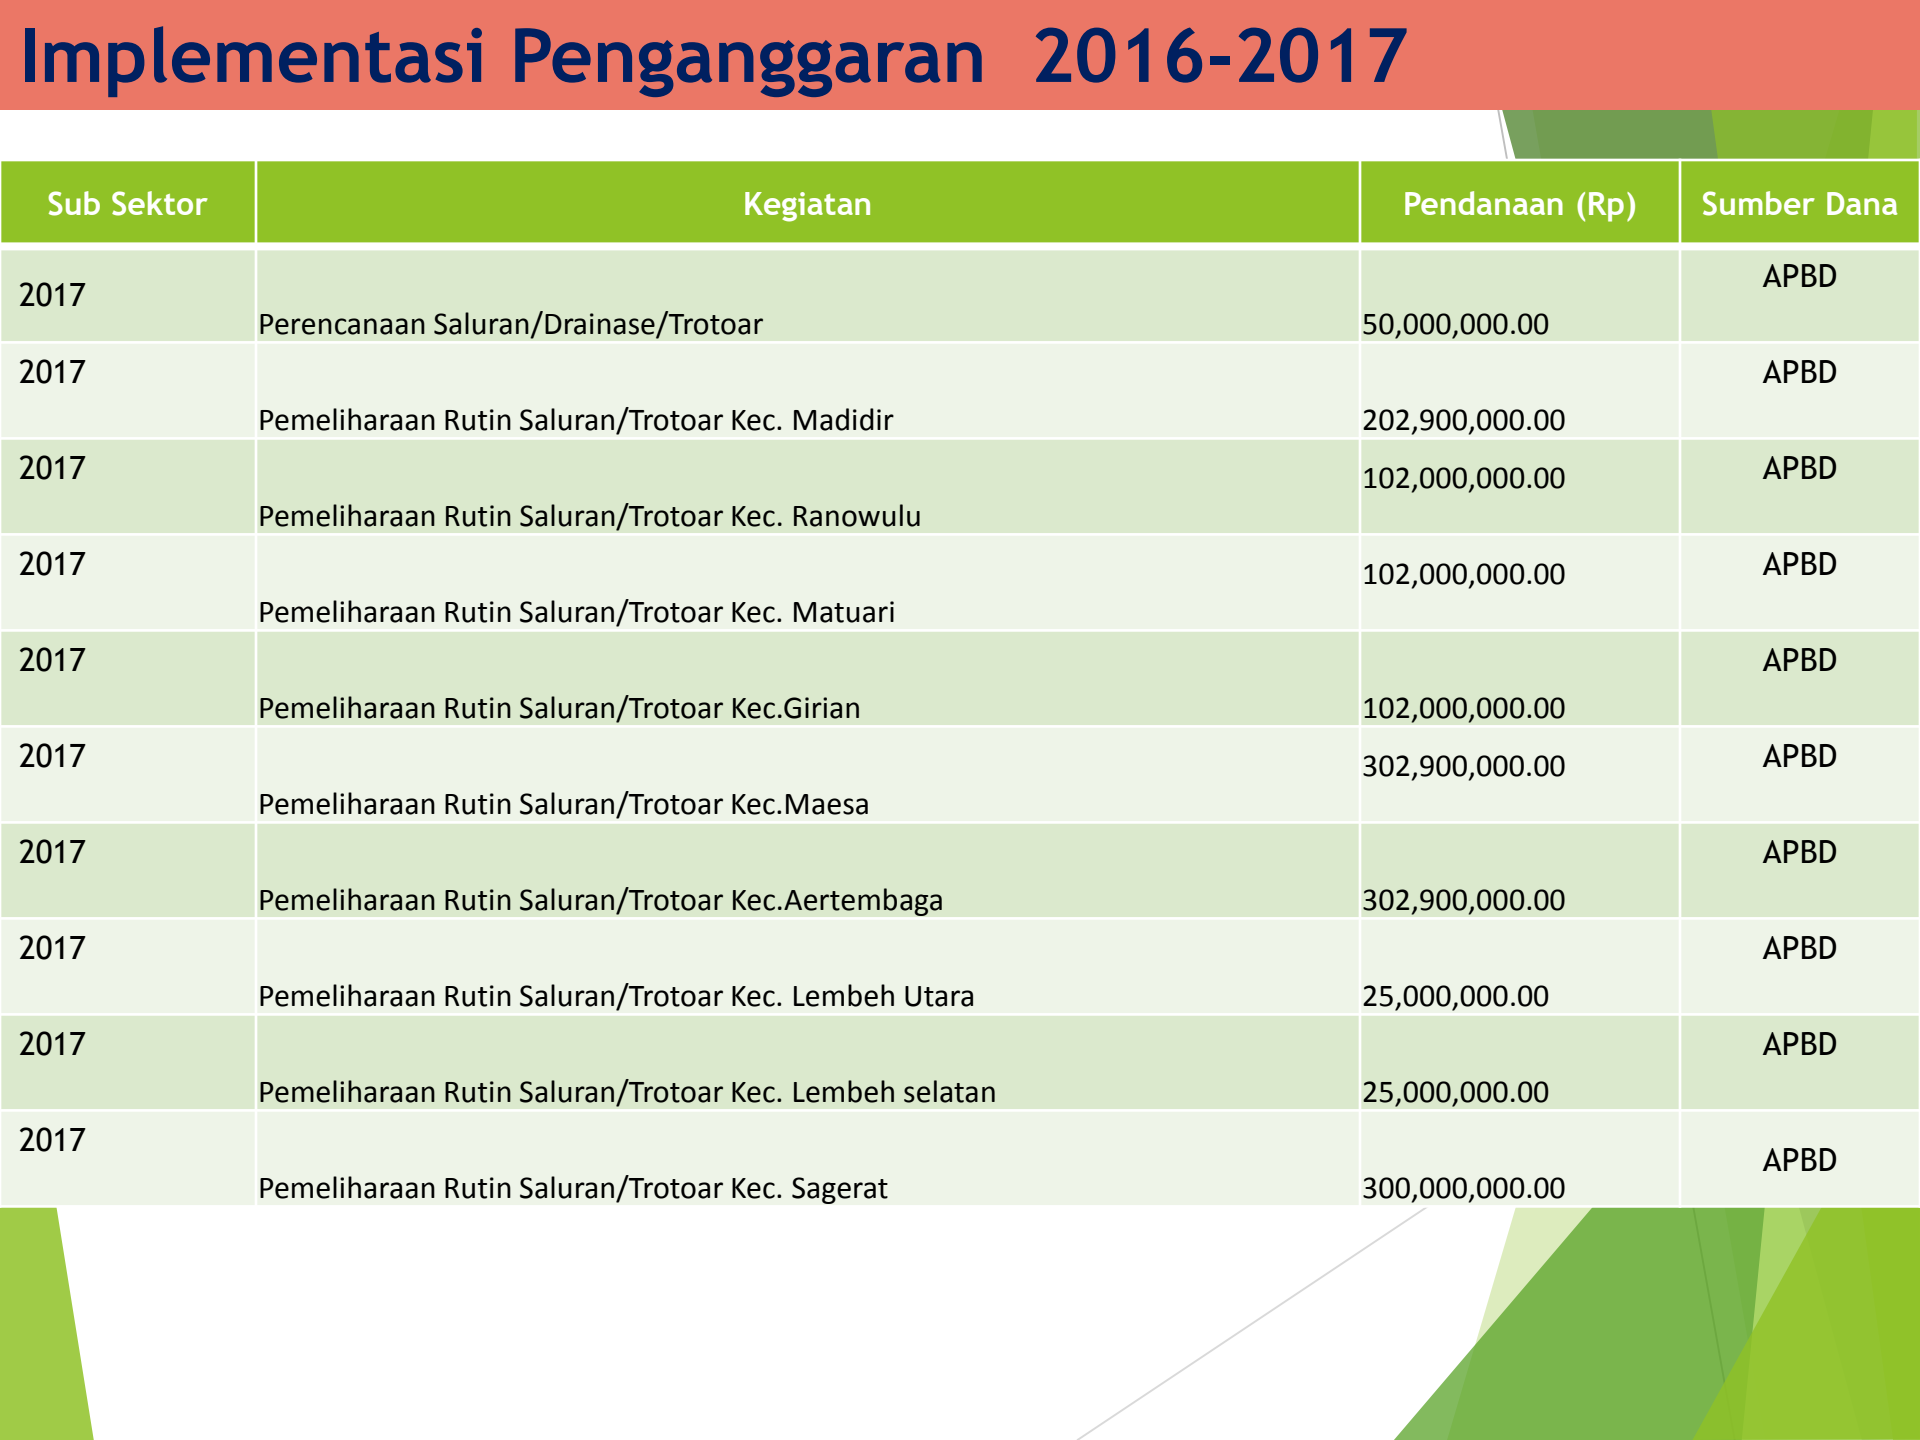 Implementasi Penganggaran 2016-2017
Sub Sektor Kegiatan Pendanaan (Rp) Sumber Dana
2017 Perencanaan Saluran/Drainase/Trotoar 50,000,000.00 APBD
2017 Pemeliharaan Rutin Saluran/Trotoar Kec. Madidir 202,900,000.00 APBD
2017 Pemeliharaan Rutin Saluran/Trotoar Kec. Ranowulu 102,000,000.00 APBD
2017 Pemeliharaan Rutin Saluran/Trotoar Kec. Matuari 102,000,000.00 APBD
2017 Pemeliharaan Rutin Saluran/Trotoar Kec.Girian 102,000,000.00 APBD
2017 Pemeliharaan Rutin Saluran/Trotoar Kec.Maesa 302,900,000.00 APBD
2017 Pemeliharaan Rutin Saluran/Trotoar Kec.Aertembaga 302,900,000.00 APBD
2017 Pemeliharaan Rutin Saluran/Trotoar Kec. Lembeh Utara 25,000,000.00 APBD
2017 Pemeliharaan Rutin Saluran/Trotoar Kec. Lembeh selatan 25,000,000.00 APBD
2017 Pemeliharaan Rutin Saluran/Trotoar Kec. Sagerat 300,000,000.00 APBD